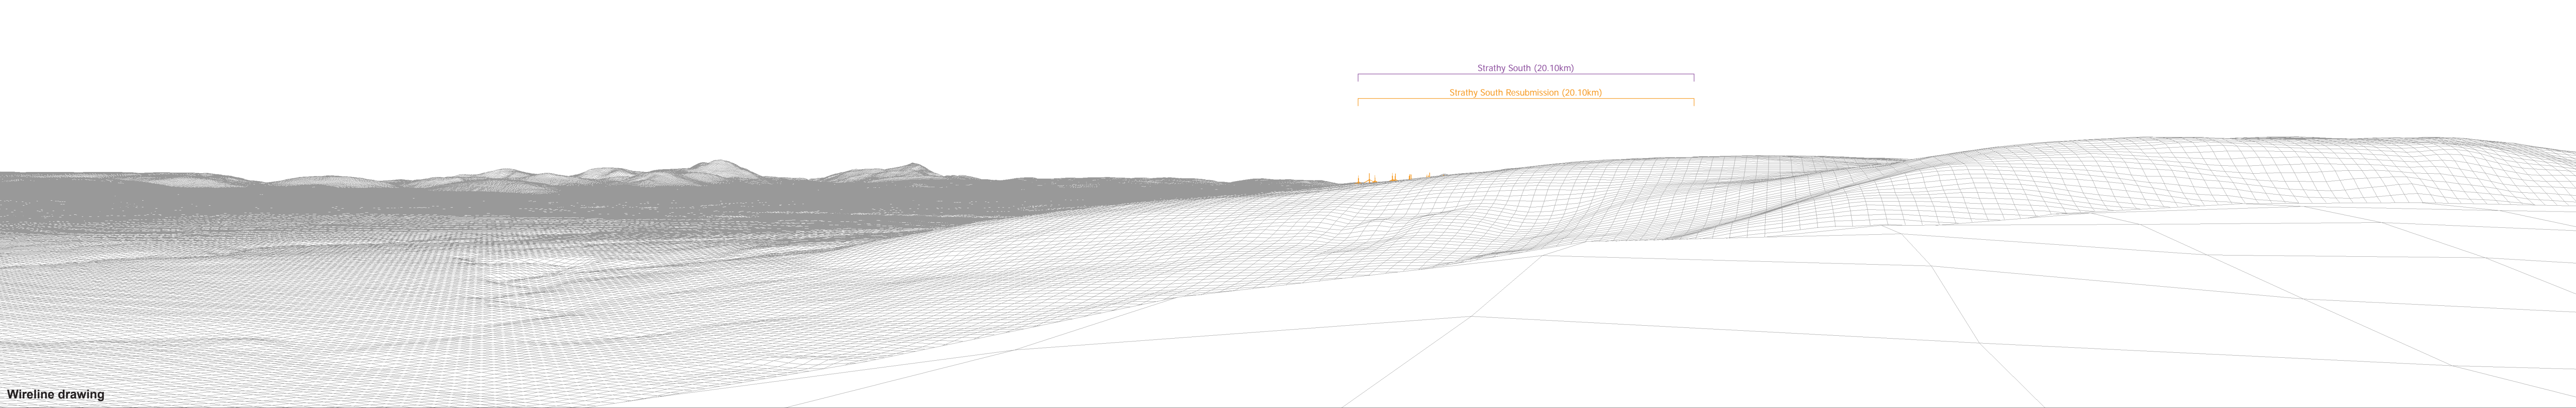 Strathy South (20.10km)
Strathy South Resubmission (20.10km)
Wireline drawing